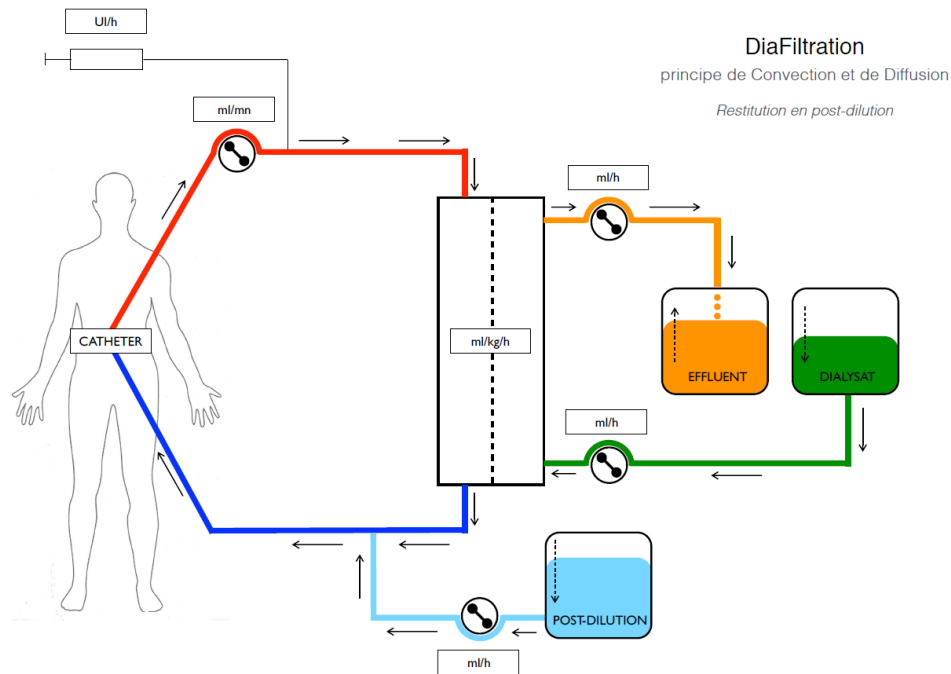 UI/h
DiaFiltration
principe de Convection et de Diffusion
Restitution en post-dilution
ml/mn
ml/h
CATHETER
ml/kg/h
EFFLUENT
DIALYSAT
ml/h
POST-DILUTION
ml/h